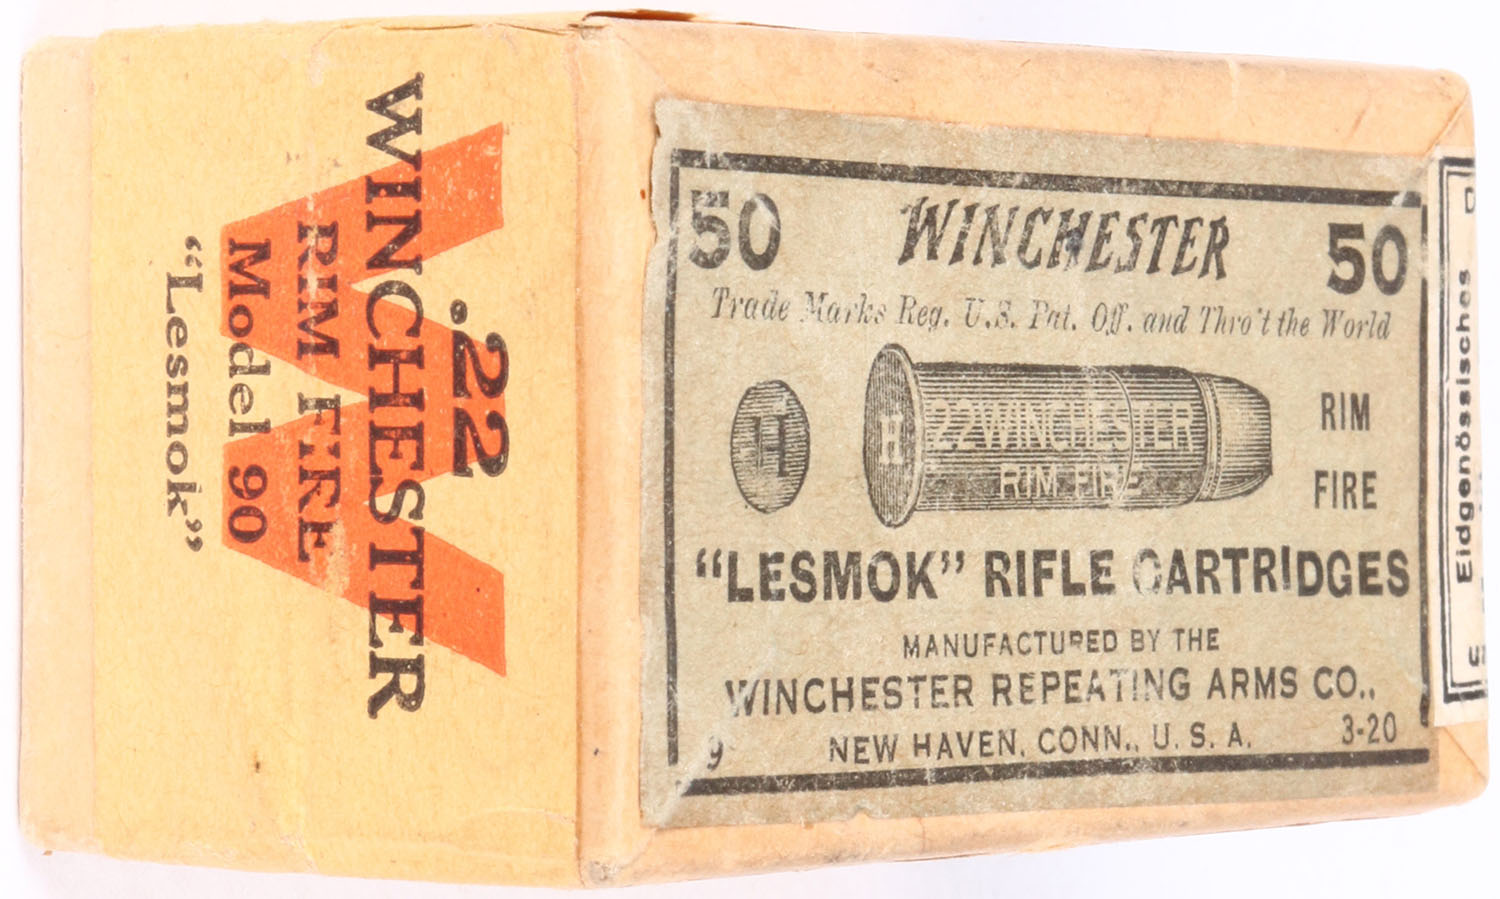 .22
WINCHESTER
RIM FIRE
Model 90
“Lesmok”
50 WINCHESTER 50
Trade Marks Reg. U.S. Pat. Off. and Thro't the World
H
H
22 WINCHESTER
RIM FIRE
RIM
FIRE
“LESMOK” RIFLE CARTRIDGES
MANUFACTURED BY THE
WINCHESTER REPEATING ARMS CO.,
9 NEW HAVEN, CONN., U. S. A. 3-20
Eidgenössisches